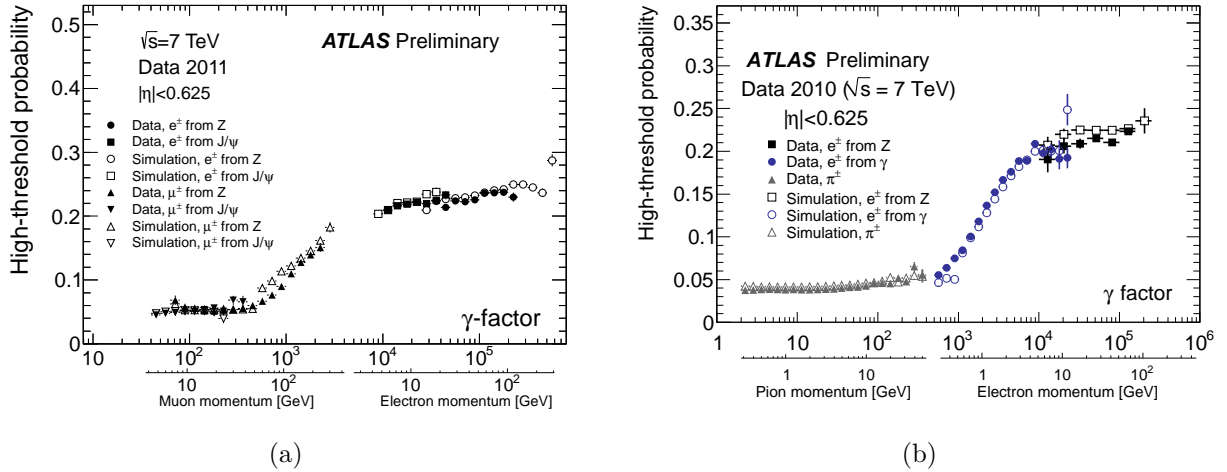 High-threshold probability
0.5
0.4
0.3
0.2
0.1
0
√s=7 TeV
Data 2011
|η|<0.625
ATLAS Preliminary
Data, e± from Z
Data, e± from J/ψ
Simulation, e± from Z
Simulation, e± from J/ψ
Data, μ± from Z
Data, μ± from J/ψ
Simulation, μ± from Z
Simulation, μ± from J/ψ
γ-factor
10 10² 10³ 10⁴ 10⁵
10 10² 10 10²
Muon momentum [GeV] Electron momentum [GeV]
(a)
High-threshold probability
0.35
0.3
0.25
0.2
0.15
0.1
0.05
0
ATLAS Preliminary
Data 2010 (√s = 7 TeV)
|η|<0.625
Data, e± from Z
Data, e± from γ
Data, π±
Simulation, e± from Z
Simulation, e± from γ
Simulation, π±
γ factor
1 10 10² 10³ 10⁴ 10⁵ 10⁶
1 10 1 10 10²
Pion momentum [GeV] Electron momentum [GeV]
(b)